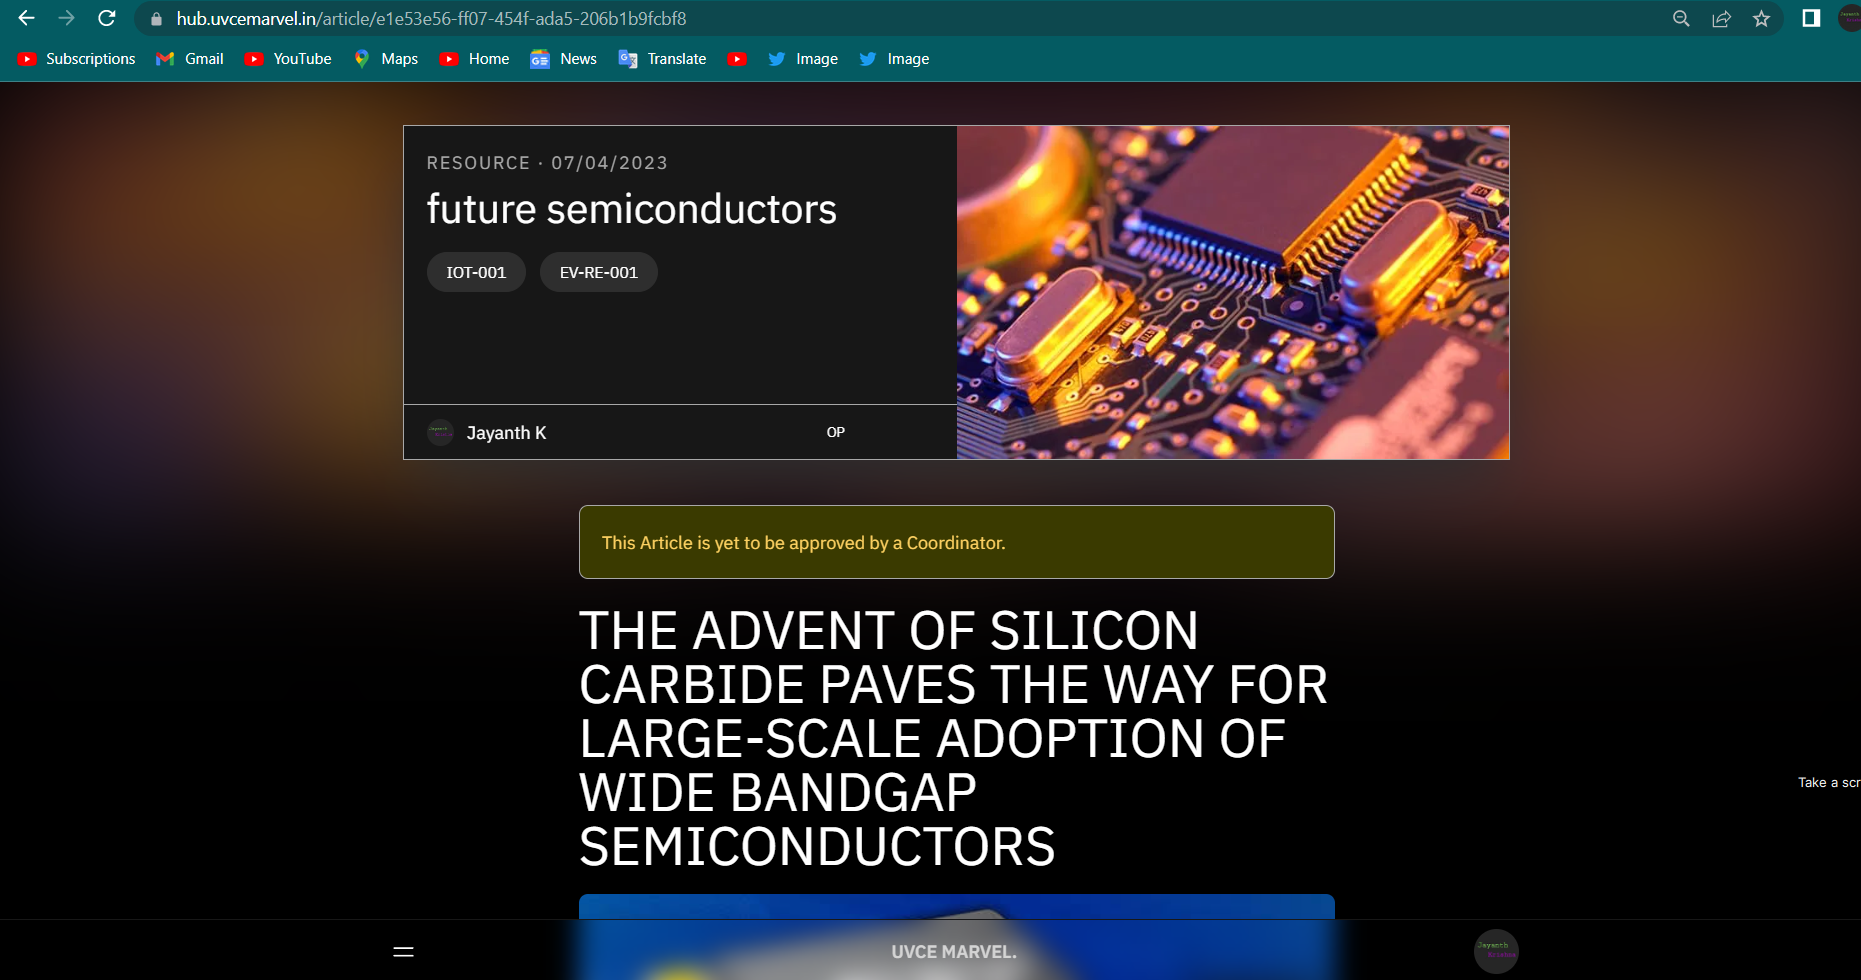 hub.uvcemarvel.in/article/e1e53e56-ff07-454f-ada5-206b1b9fcbf8
Subscriptions Gmail YouTube Maps Home News Translate Image Image
RESOURCE · 07/04/2023
future semiconductors
IOT-001 EV-RE-001
Jayanth K OP
This Article is yet to be approved by a Coordinator.
THE ADVENT OF SILICON
CARBIDE PAVES THE WAY FOR
LARGE-SCALE ADOPTION OF
WIDE BANDGAP
SEMICONDUCTORS
Take a scr
UVCE MARVEL.
Jayanth